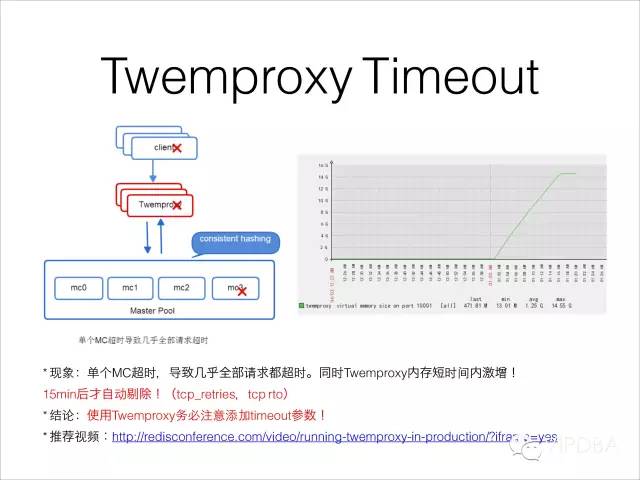 Twemproxy Timeout
client
Twemproxy
consistent hashing
mc0 mc1 mc2 mc3
Master Pool
单个MC超时导致几乎全部请求超时
16 G
14 G
12 G
10 G
8 G
6 G
4 G
2 G
0
last min avg max
twemproxy virtual memory size on port 10001 [all] 471.81 M 13.01 M 1.25 G 14.55 G
* 现象：单个MC超时，导致几乎全部请求都超时。同时Twemproxy内存短时间内激增！
15min后才自动剔除！（tcp_retries，tcp rto）
* 结论：使用Twemproxy务必注意添加timeout参数！
* 推荐视频：http://redisconference.com/video/running-twemproxy-in-production/?iframe=yes